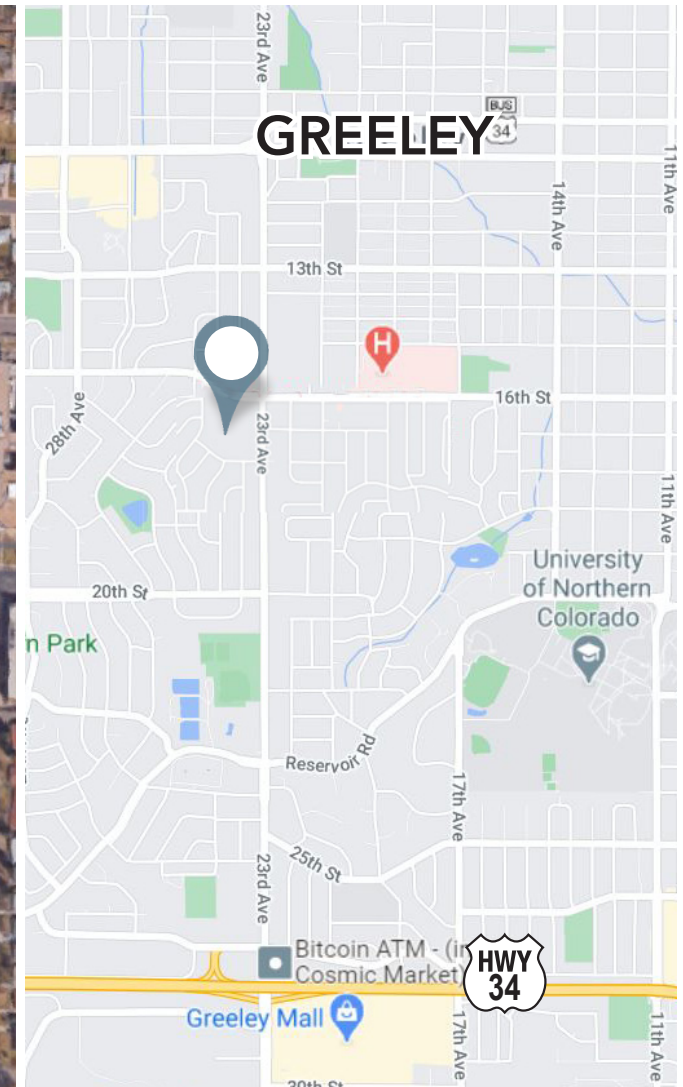 23rd Ave
GREELEY
BUS
34
11th Ave
14th Ave
13th St
H
16th St
28th Ave
23rd Ave
11th Ave
University
of Northern
Colorado
20th St
n Park
Reservoir Rd
17th Ave
25th St
23rd Ave
Bitcoin ATM - (in
Cosmic Market)
HWY
34
Greeley Mall
17th Ave
11th Ave